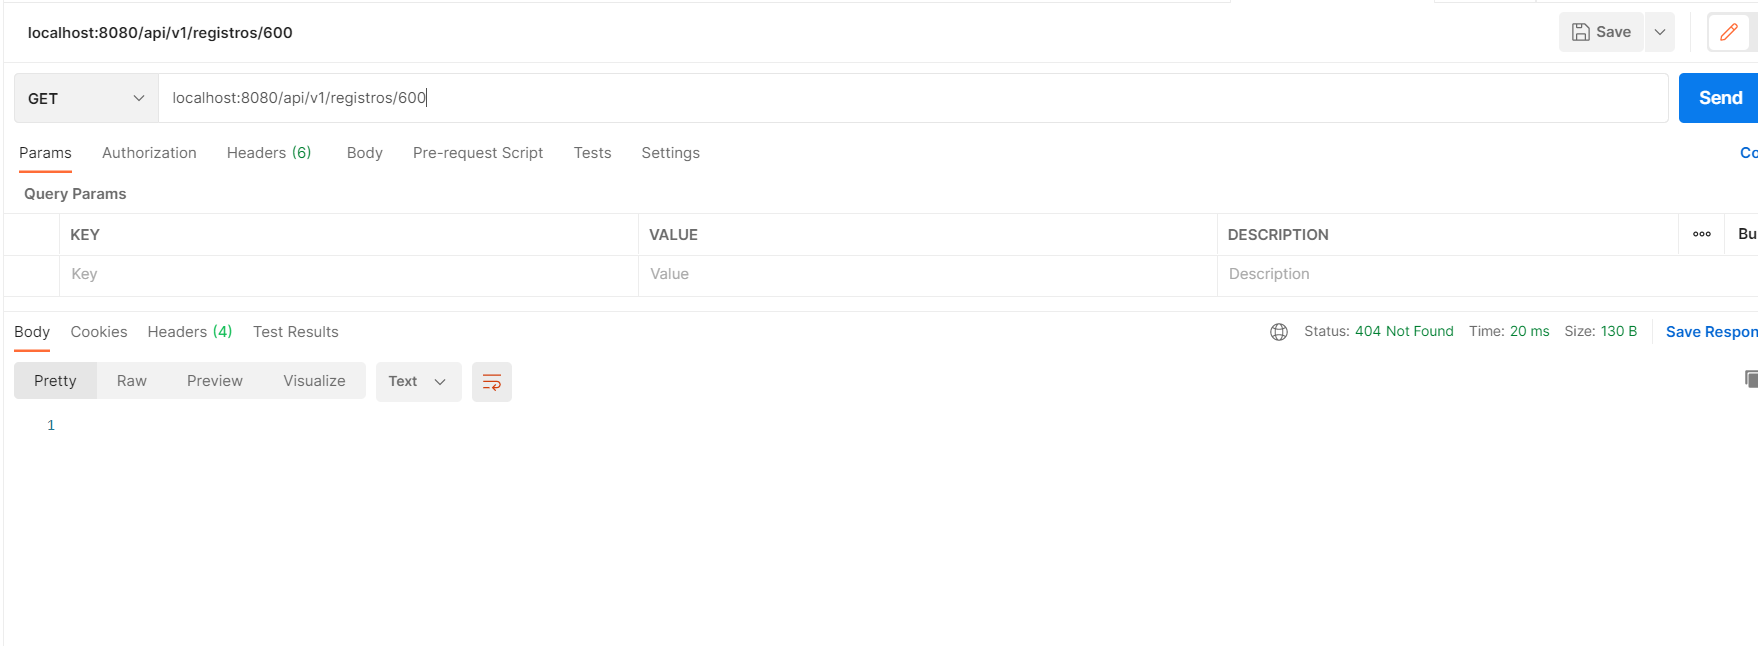 localhost:8080/api/v1/registros/600
Save
GET
localhost:8080/api/v1/registros/600
Send
Params Authorization Headers (6) Body Pre-request Script Tests Settings Co
Query Params
KEY VALUE DESCRIPTION ooo Bu
Key Value Description
Body Cookies Headers (4) Test Results Status: 404 Not Found Time: 20 ms Size: 130 B Save Respon
Pretty Raw Preview Visualize Text
1